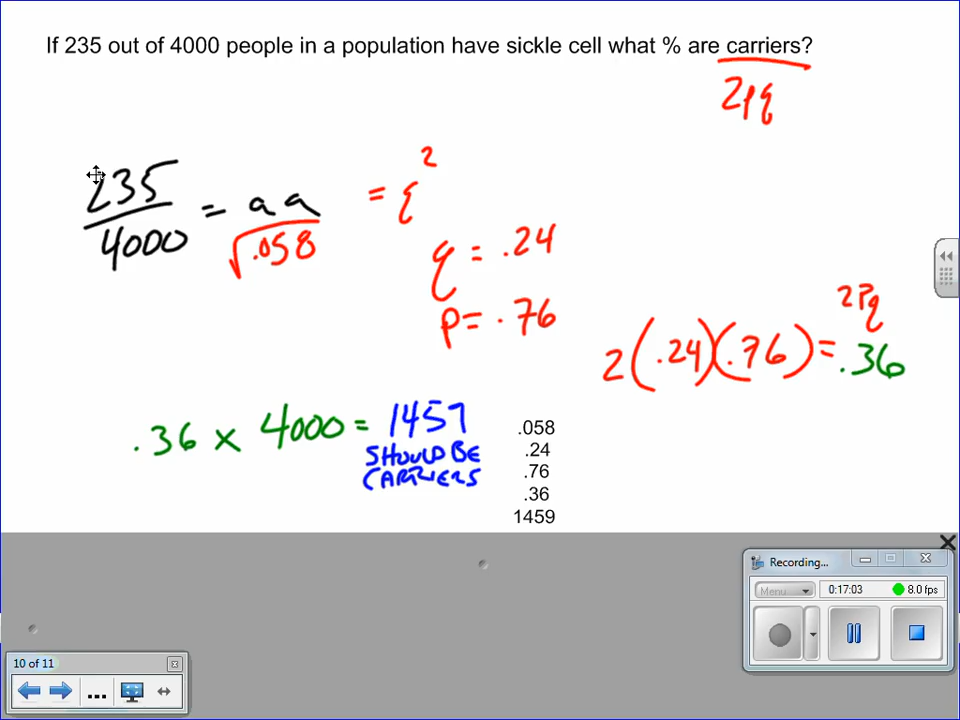 If 235 out of 4000 people in a population have sickle cell what % are carriers?
2pq
235/4000 = aa = q²
√.058
q = .24
p = .76
2Pq
2(.24)(.76) = .36
.36 x 4000 = 1457
SHOULD BE
CARRIERS
.058
.24
.76
.36
1459
Recording...
Menu
0:17:03
8.0 fps
10 of 11